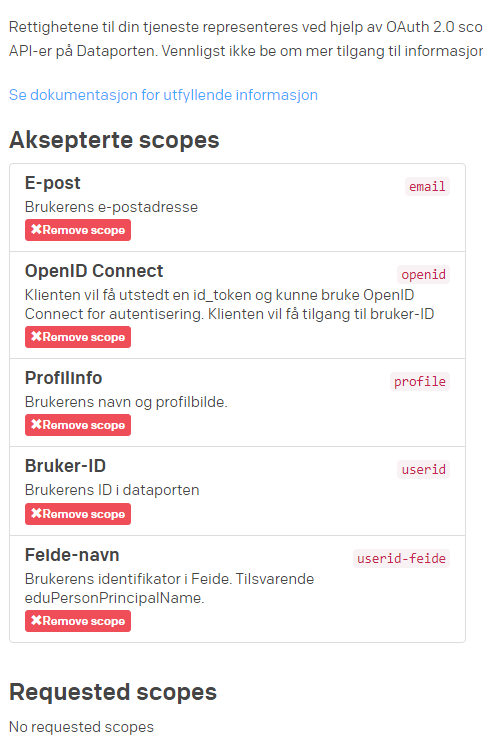 Rettighetene til din tjeneste representeres ved hjelp av OAuth 2.0 sco
API-er på Dataporten. Vennligst ikke be om mer tilgang til informasjor
Se dokumentasjon for utfyllende informasjon
Aksepterte scopes
E-post
email
Brukerens e-postadresse
✖Remove scope
OpenID Connect
openid
Klienten vil få utstedt en id_token og kunne bruke OpenID
Connect for autentisering. Klienten vil få tilgang til bruker-ID
✖Remove scope
Profilinfo
profile
Brukerens navn og profilbilde.
✖Remove scope
Bruker-ID
userid
Brukerens ID i dataporten
✖Remove scope
Feide-navn
userid-feide
Brukerens identifikator i Feide. Tilsvarende
eduPersonPrincipalName.
✖Remove scope
Requested scopes
No requested scopes